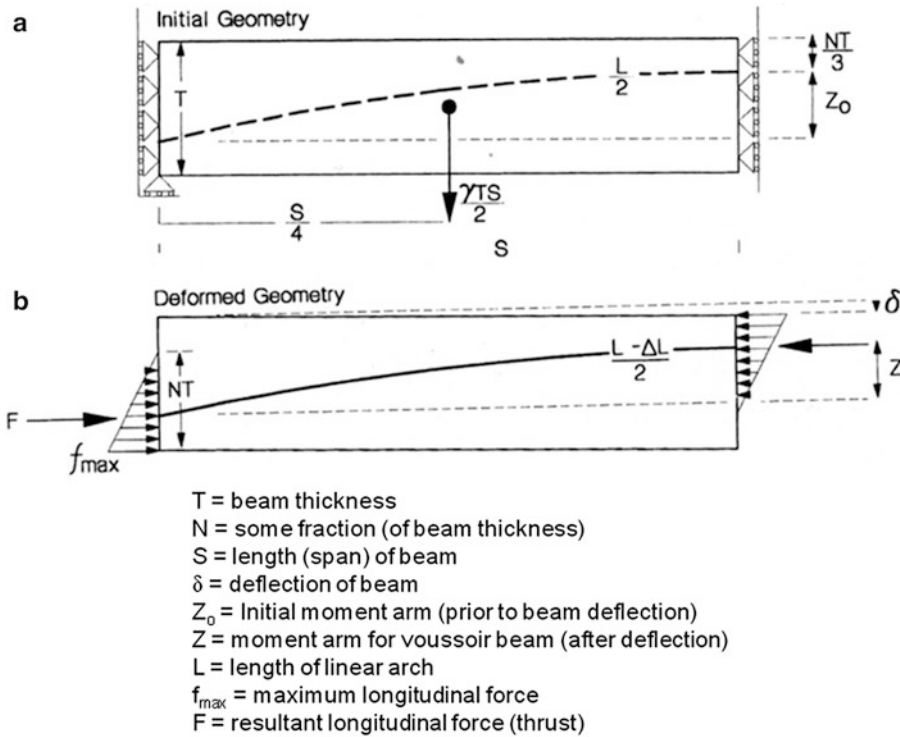 a
Initial Geometry
NT/3
T
L/2
Z₀
γTS/2
S/4
S
b
Deformed Geometry
δ
L - ΔL/2
NT
Z
F
fmax
T = beam thickness
N = some fraction (of beam thickness)
S = length (span) of beam
δ = deflection of beam
Zₒ = Initial moment arm (prior to beam deflection)
Z = moment arm for voussoir beam (after deflection)
L = length of linear arch
fmax = maximum longitudinal force
F = resultant longitudinal force (thrust)